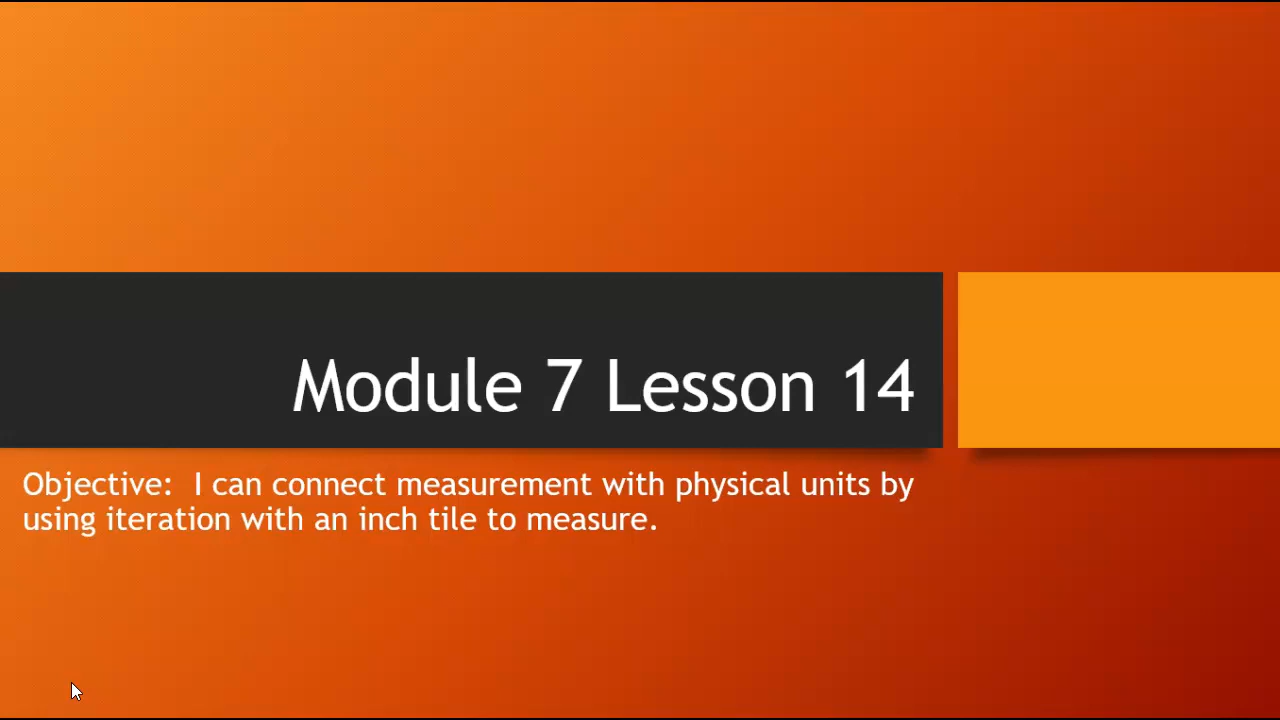 Module 7 Lesson 14
Objective:  I can connect measurement with physical units by
using iteration with an inch tile to measure.